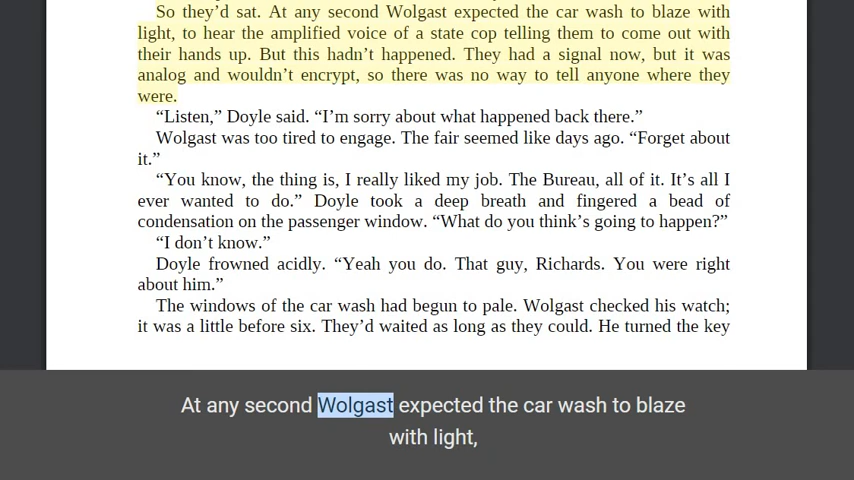 So they’d sat. At any second Wolgast expected the car wash to blaze with
light, to hear the amplified voice of a state cop telling them to come out with
their hands up. But this hadn’t happened. They had a signal now, but it was
analog and wouldn’t encrypt, so there was no way to tell anyone where they
were.
“Listen,” Doyle said. “I’m sorry about what happened back there.”
Wolgast was too tired to engage. The fair seemed like days ago. “Forget about
it.”
“You know, the thing is, I really liked my job. The Bureau, all of it. It’s all I
ever wanted to do.” Doyle took a deep breath and fingered a bead of
condensation on the passenger window. “What do you think’s going to happen?”
“I don’t know.”
Doyle frowned acidly. “Yeah you do. That guy, Richards. You were right
about him.”
The windows of the car wash had begun to pale. Wolgast checked his watch;
it was a little before six. They’d waited as long as they could. He turned the key
At any second Wolgast expected the car wash to blaze
with light,